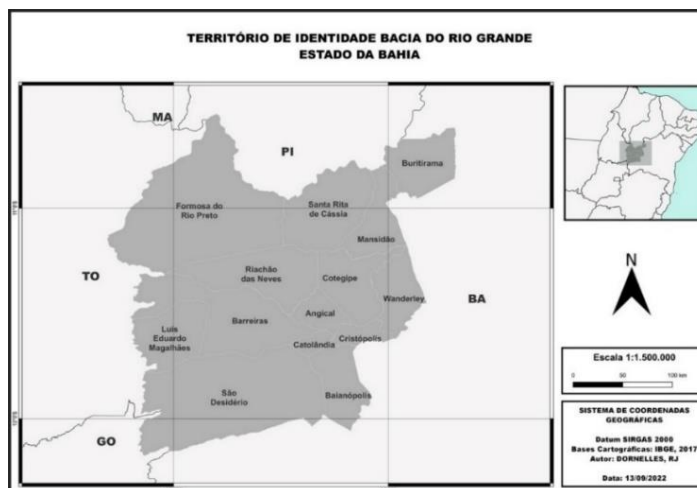 TERRITÓRIO DE IDENTIDADE BACIA DO RIO GRANDE
ESTADO DA BAHIA
MA
PI
Buritirama
Formosa do
Rio Preto
Santa Rita
de Cássia
Mansidão
TO
Riachão
das Neves
Cotegipe
Wanderley
BA
Luis
Eduardo
Magalhães
Barreiras
Angical
Catolândia
Cristópolis
São
Desidério
Baianópolis
GO
N
Escala 1:1.500.000
0 50 100 km
SISTEMA DE COORDENADAS
GEOGRÁFICAS
Datum SIRGAS 2000
Bases Cartográficas: IBGE, 2017
Autor: DORNELLES, RJ
Data: 13/09/2022